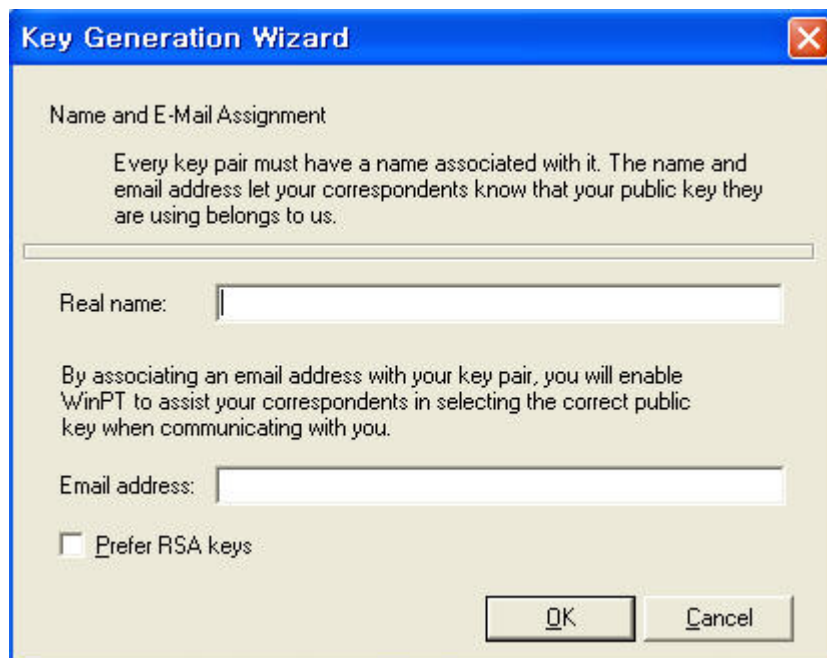 Key Generation Wizard
Name and E-Mail Assignment
Every key pair must have a name associated with it. The name and
email address let your correspondents know that your public key they
are using belongs to us.
Real name:
By associating an email address with your key pair, you will enable
WinPT to assist your correspondents in selecting the correct public
key when communicating with you.
Email address:
Prefer RSA keys
OK
Cancel